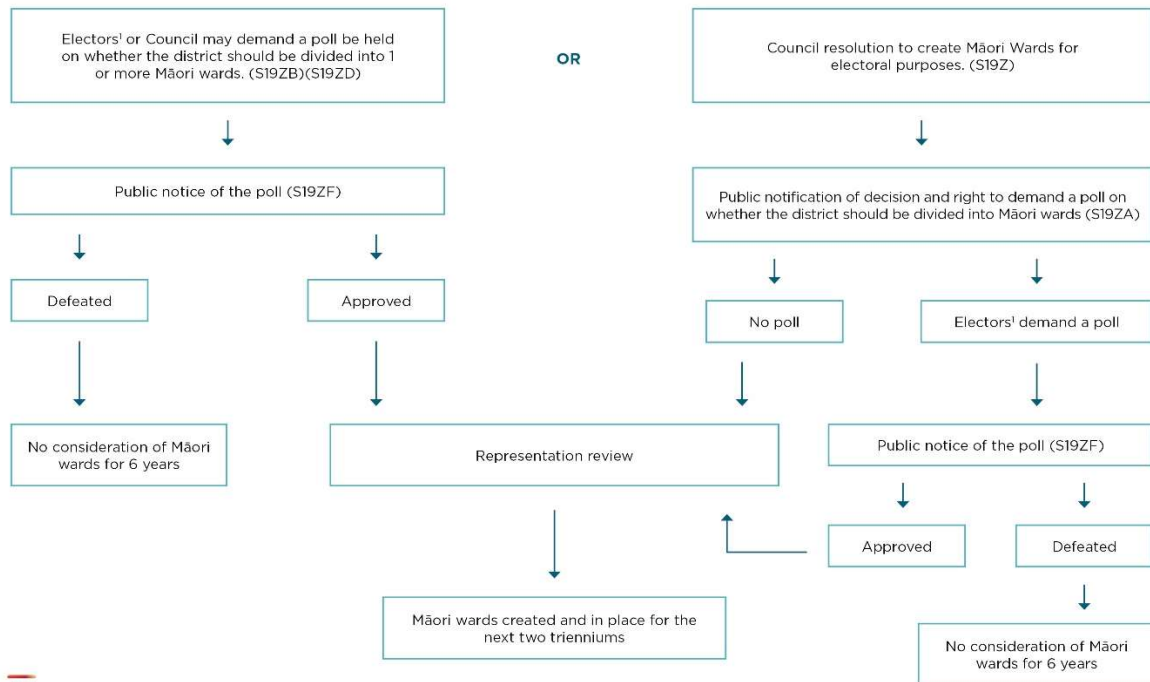 Electors¹ or Council may demand a poll be held
on whether the district should be divided into 1
or more Māori wards. (S19ZB)(S19ZD)
OR
Council resolution to create Māori Wards for
electoral purposes. (S19Z)
Public notice of the poll (S19ZF)
Public notification of decision and right to demand a poll on
whether the district should be divided into Māori wards (S19ZA)
Defeated
Approved
No poll
Electors¹ demand a poll
No consideration of Māori
wards for 6 years
Representation review
Public notice of the poll (S19ZF)
Approved
Defeated
Māori wards created and in place for the
next two trienniums
No consideration of Māori
wards for 6 years